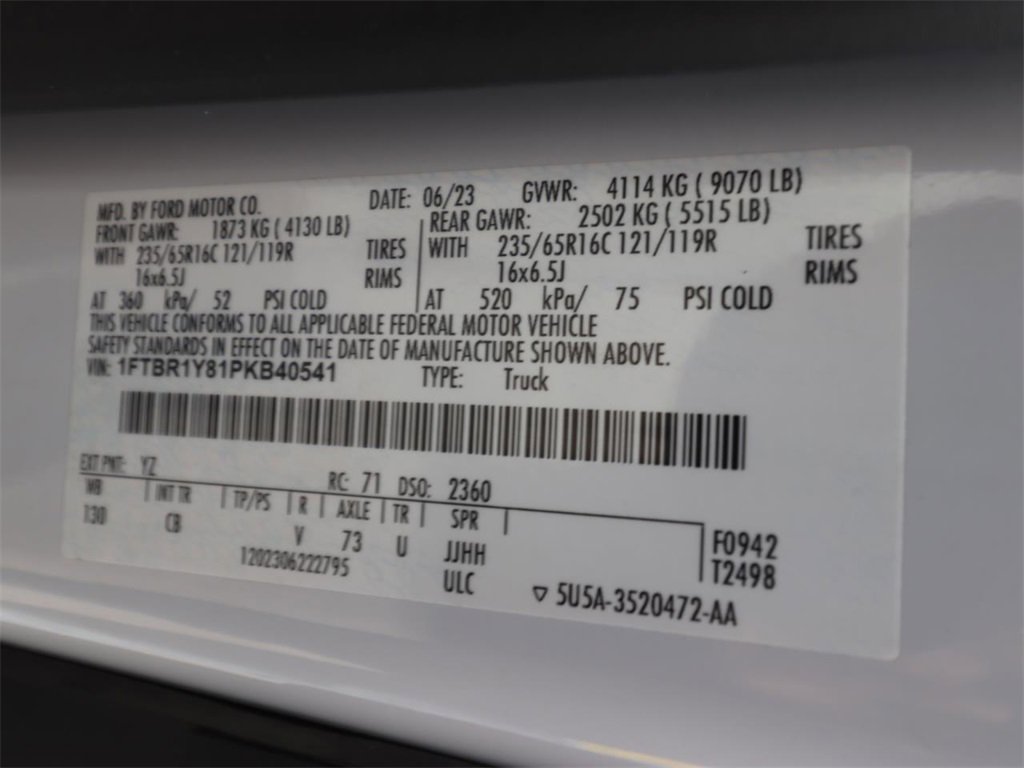 MFD. BY FORD MOTOR CO. DATE: 06/23 GVWR: 4114 KG ( 9070 LB)
FRONT GAWR: 1873 KG ( 4130 LB) REAR GAWR: 2502 KG ( 5515 LB)
WITH 235/65R16C 121/119R TIRES WITH 235/65R16C 121/119R TIRES
16x6.5J RIMS 16x6.5J RIMS
AT 360 kPa/ 52 PSI COLD AT 520 kPa/ 75 PSI COLD
THIS VEHICLE CONFORMS TO ALL APPLICABLE FEDERAL MOTOR VEHICLE
SAFETY STANDARDS IN EFFECT ON THE DATE OF MANUFACTURE SHOWN ABOVE.
VIN: 1FTBR1Y81PKB40541 TYPE: Truck
EXT PNT: YZ RC: 71 DSO: 2360
WB INT TR TP/PS R AXLE TR SPR F0942
130 CB V 73 U JJHH T2498
1202306222795 ULC ▽ 5U5A-3520472-AA